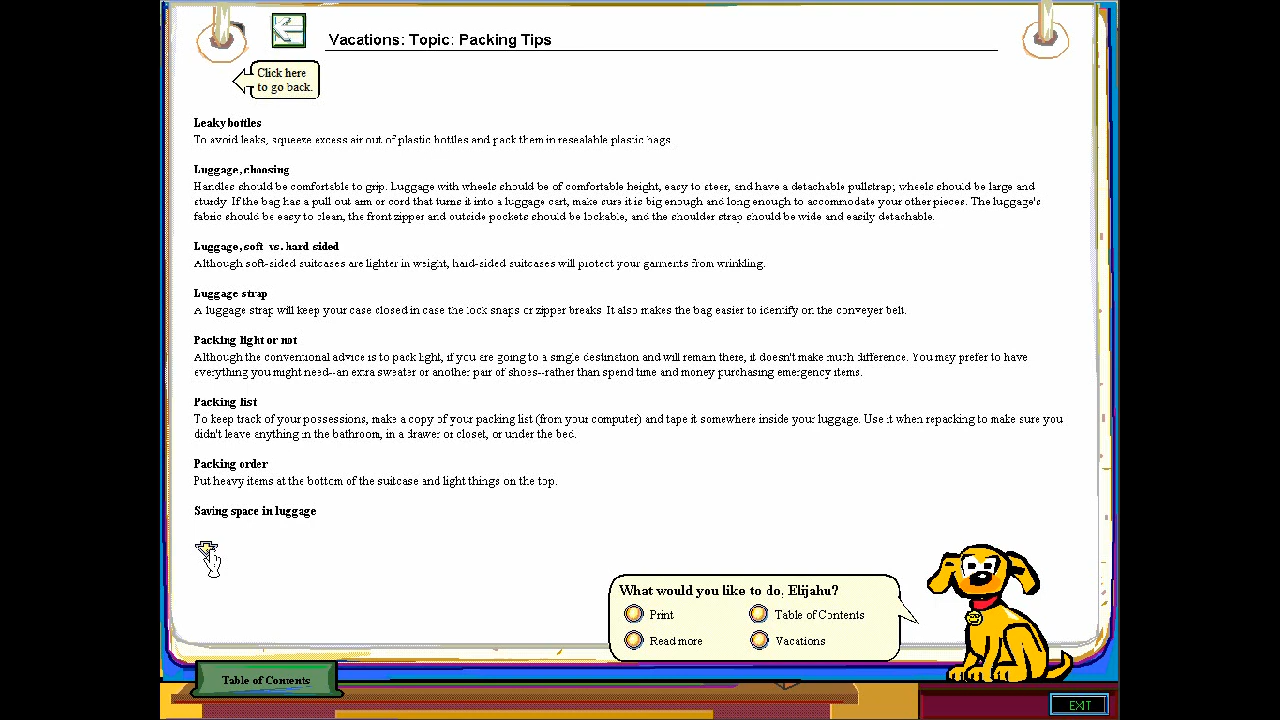 Vacations: Topic: Packing Tips
Click here
to go back.
Leaky bottles
To avoid leaks, squeeze excess air out of plastic bottles and pack them in resealable plastic bags
Luggage, choosing
Handles should be comfortable to grip. Luggage with wheels should be of comfortable height, easy to steer, and have a detachable pullstrap; wheels should be large and
sturdy. If the bag has a pull out arm or cord that turns it into a luggage cart, make sure it is big enough and long enough to accommodate your other pieces. The luggage's
fabric should be easy to clean, the front zipper and outside pockets should be lockable, and the shoulder strap should be wide and easily detachable.
Luggage, soft vs. hard sided
Although soft-sided suitcases are lighter in weight, hard-sided suitcases will protect your garments from wrinkling.
Luggage strap
A luggage strap will keep your case closed in case the lock snaps or zipper breaks. It also makes the bag easier to identify on the conveyer belt.
Packing light or not
Although the conventional advice is to pack light, if you are going to a single destination and will remain there, it doesn't make much difference. You may prefer to have
everything you might need--an extra sweater or another pair of shoes--rather than spend time and money purchasing emergency items.
Packing list
To keep track of your possessions, make a copy of your packing list (from your computer) and tape it somewhere inside your luggage. Use it when repacking to make sure you
didn't leave anything in the bathroom, in a drawer or closet, or under the bed.
Packing order
Put heavy items at the bottom of the suitcase and light things on the top.
Saving space in luggage
What would you like to do, Elijahu?
Print
Table of Contents
Read more
Vacations
Table of Contents
EXIT